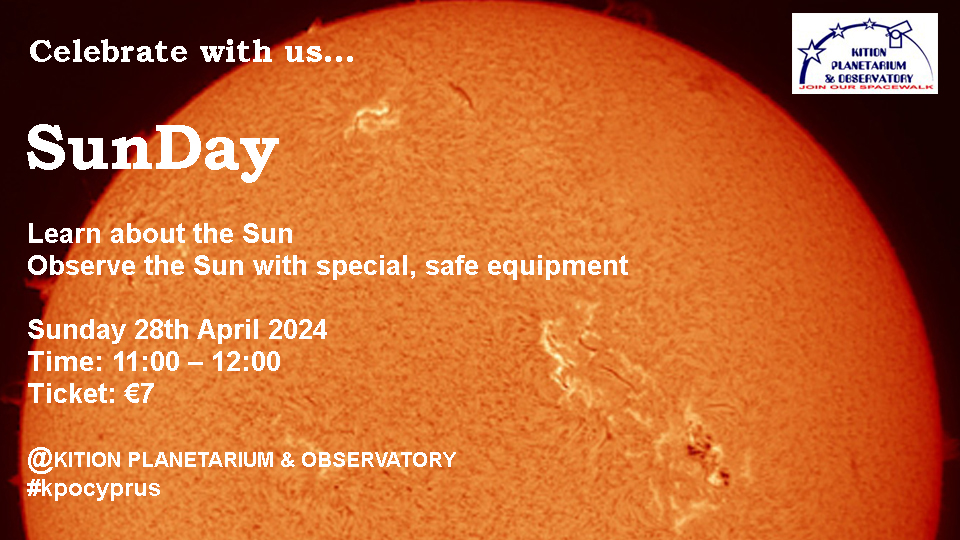 Celebrate with us...
KITION
PLANETARIUM
& OBSERVATORY
JOIN OUR SPACEWALK
SunDay
Learn about the Sun
Observe the Sun with special, safe equipment
Sunday 28th April 2024
Time: 11:00 – 12:00
Ticket: €7
@KITION PLANETARIUM & OBSERVATORY
#kpocyprus